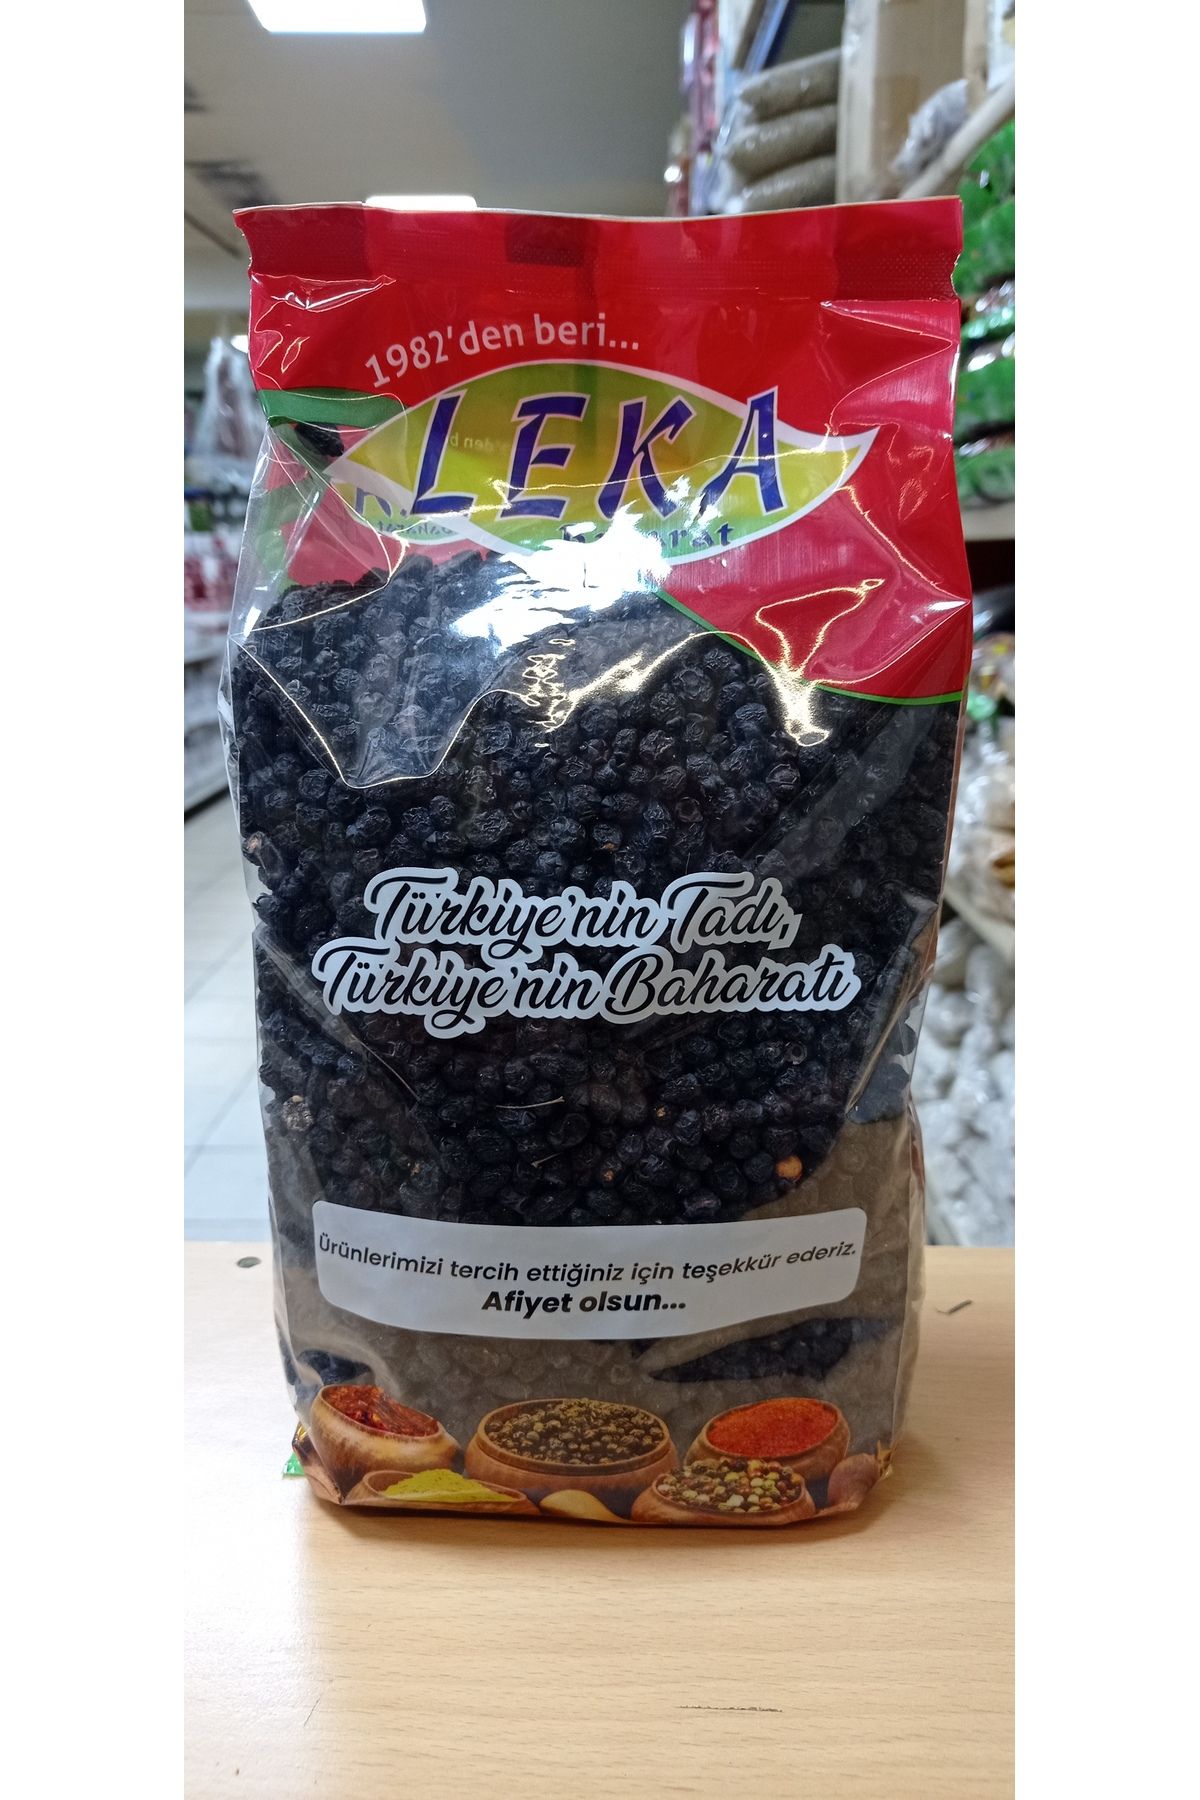 1982'den beri...
LEKA
Türkiye'nin Tadı,
Türkiye'nin Baharatı
Ürünlerimizi tercih ettiğiniz için teşekkür ederiz.
Afiyet olsun...